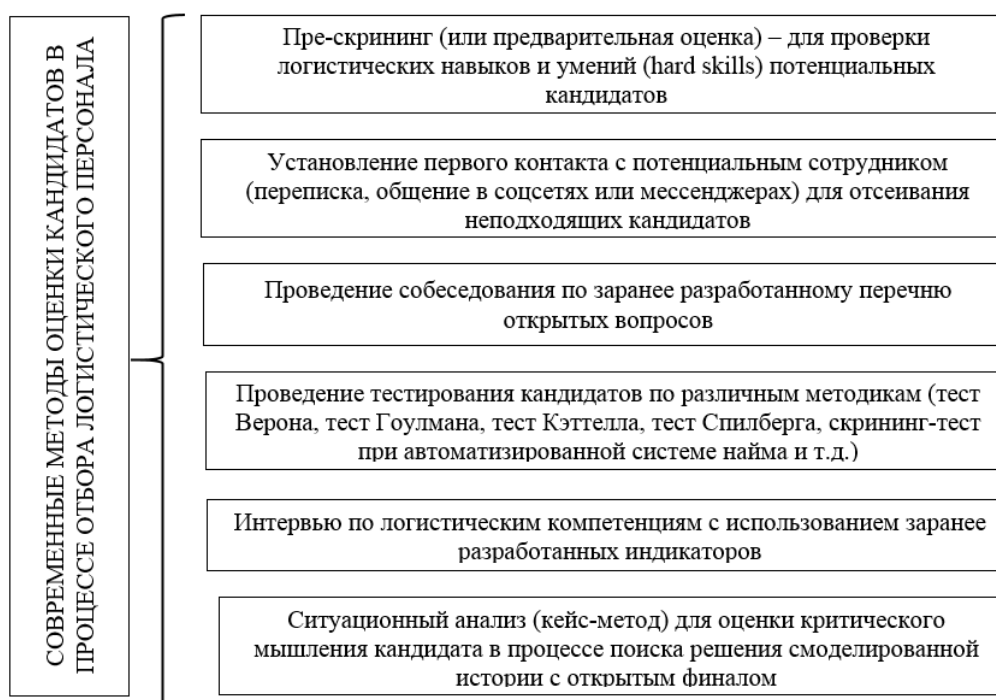 СОВРЕМЕННЫЕ МЕТОДЫ ОЦЕНКИ КАНДИДАТОВ В
ПРОЦЕССЕ ОТБОРА ЛОГИСТИЧЕСКОГО ПЕРСОНАЛА
Пре-скрининг (или предварительная оценка) – для проверки
логистических навыков и умений (hard skills) потенциальных
кандидатов
Установление первого контакта с потенциальным сотрудником
(переписка, общение в соцсетях или мессенджерах) для отсеивания
неподходящих кандидатов
Проведение собеседования по заранее разработанному перечню
открытых вопросов
Проведение тестирования кандидатов по различным методикам (тест
Верона, тест Гоулмана, тест Кэттелла, тест Спилберга, скрининг-тест
при автоматизированной системе найма и т.д.)
Интервью по логистическим компетенциям с использованием заранее
разработанных индикаторов
Ситуационный анализ (кейс-метод) для оценки критического
мышления кандидата в процессе поиска решения смоделированной
истории с открытым финалом